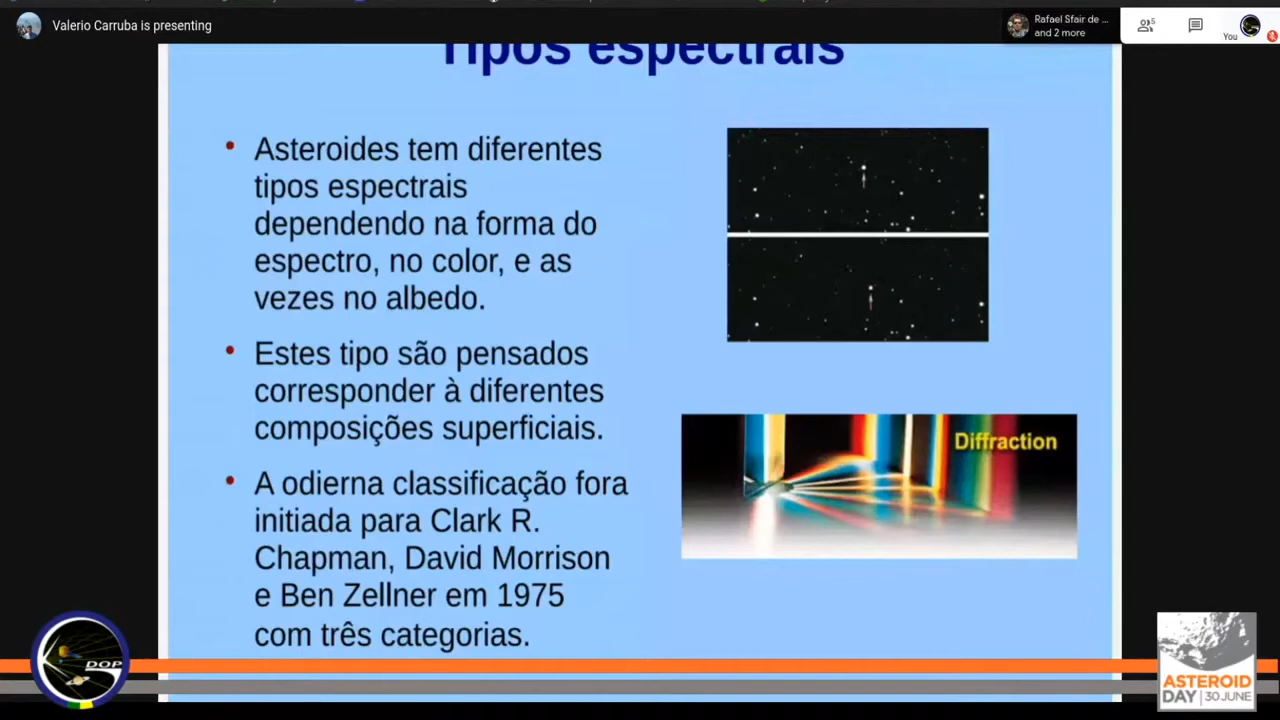 Valerio Carruba is presenting
Rafael Sfair de ...
and 2 more
5
You
Tipos espectrais
• Asteroides tem diferentes
tipos espectrais
dependendo na forma do
espectro, no color, e as
vezes no albedo.
• Estes tipo são pensados
corresponder à diferentes
composições superficiais.
• A odierna classificação fora
initiada para Clark R.
Chapman, David Morrison
e Ben Zellner em 1975
com três categorias.
Diffraction
DOP
ASTEROID
DAY | 30 JUNE